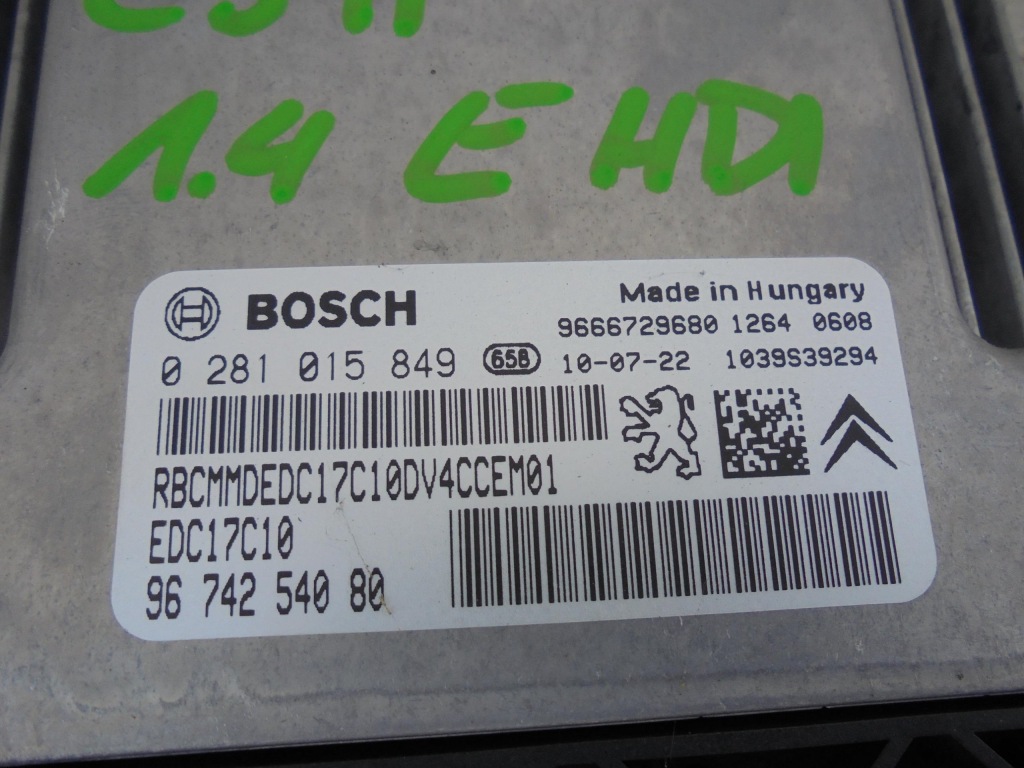 1.4 E HDI
BOSCH
Made in Hungary
9666729680 1264 0608
0 281 015 849 658 10-07-22 1039S39294
RBCMMDEDC17C10DV4CCEM01
EDC17C10
96 742 540 80